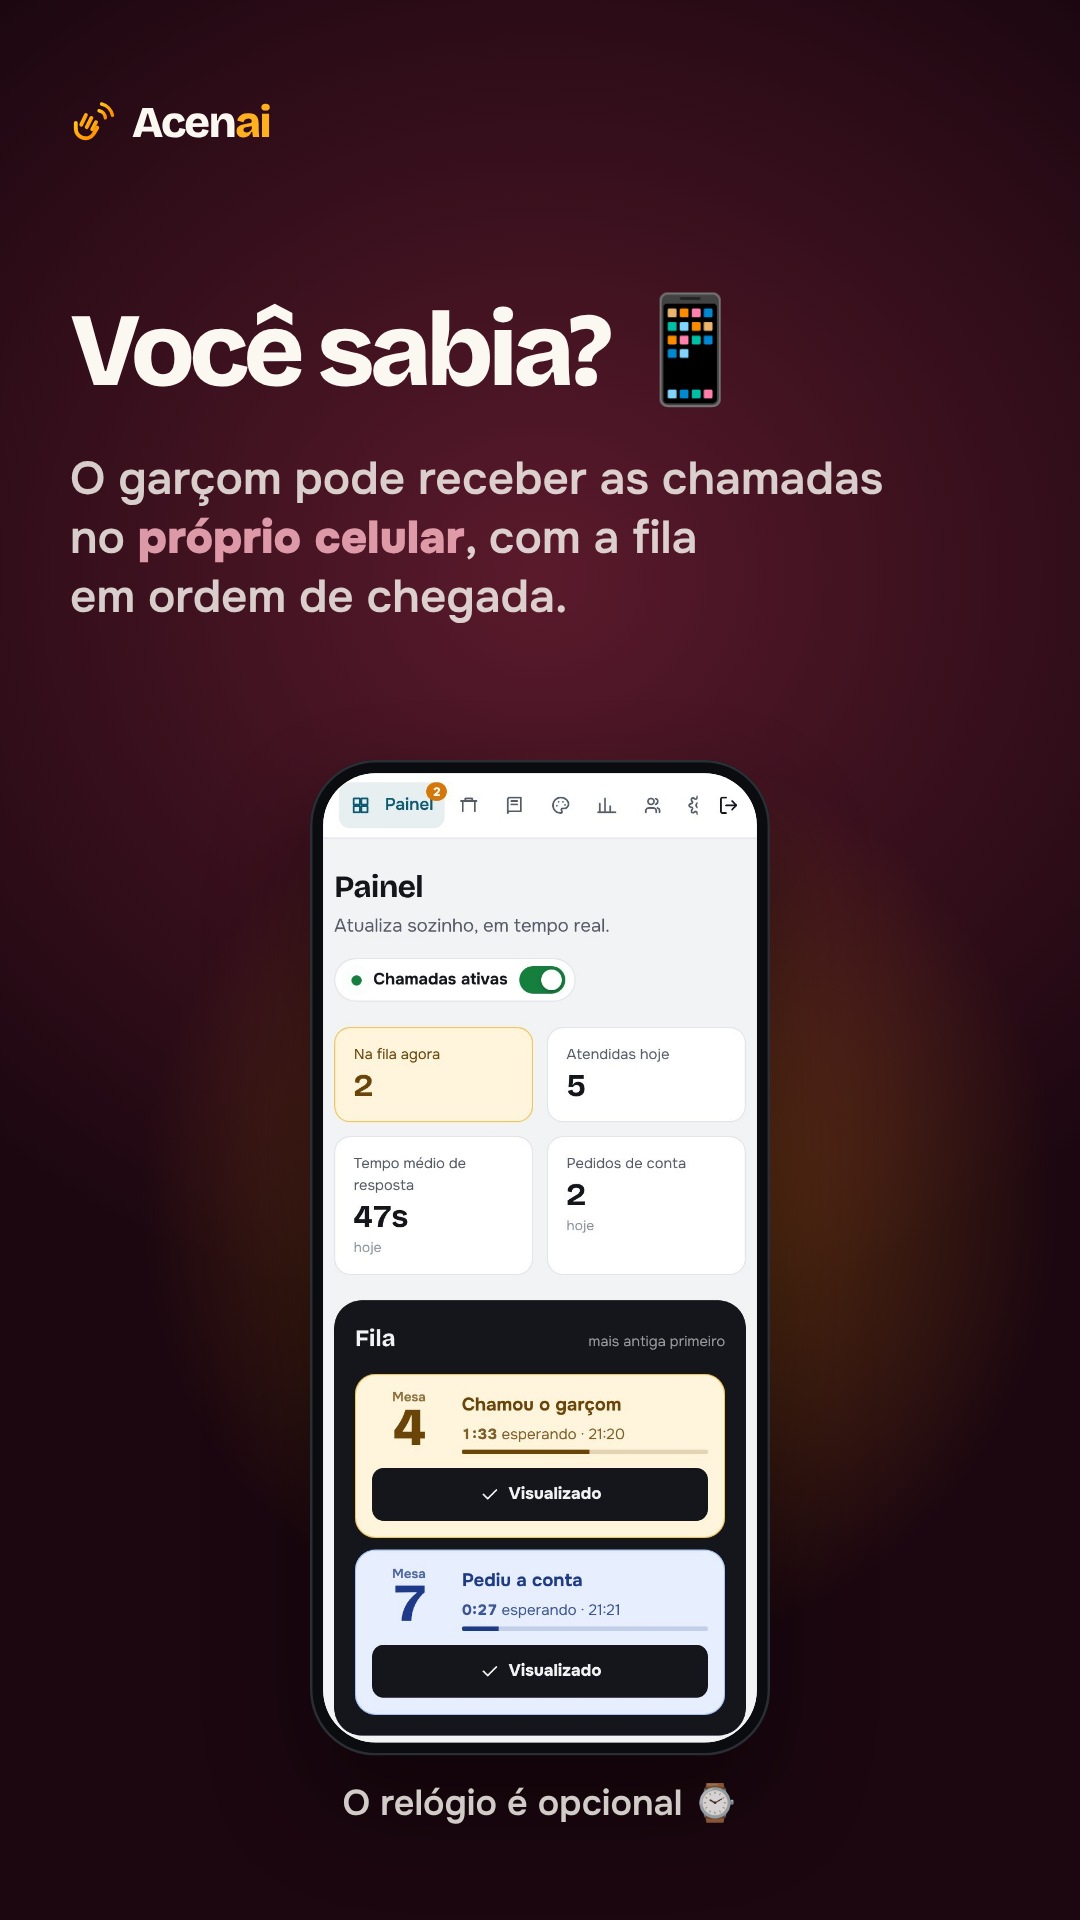 Acenai
Você sabia?
O garçom pode receber as chamadas
no próprio celular, com a fila
em ordem de chegada.
Painel
2
Painel
Atualiza sozinho, em tempo real.
Chamadas ativas
Na fila agora
2
Atendidas hoje
5
Tempo médio de
resposta
47s
hoje
Pedidos de conta
2
hoje
Fila
mais antiga primeiro
Mesa
4
Chamou o garçom
1:33 esperando · 21:20
Visualizado
Mesa
7
Pediu a conta
0:27 esperando · 21:21
Visualizado
O relógio é opcional